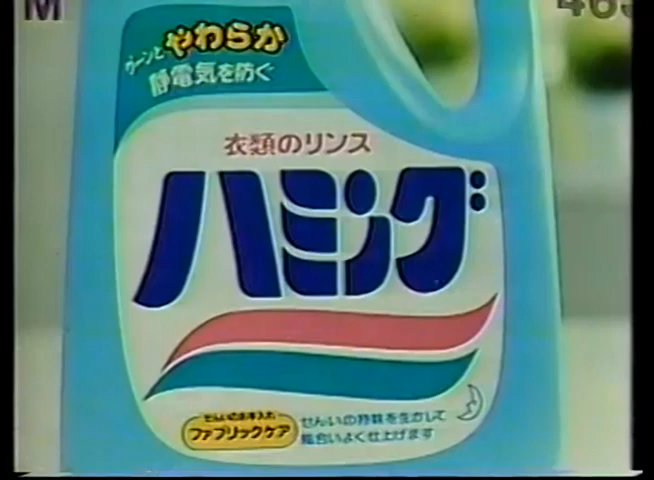 M
グーンと やわらか
静電気を防ぐ
衣類のリンス
ハミング
せんいのお手入れ
ファブリックケア
せんいの特味を生かして
風合いよく仕上げます